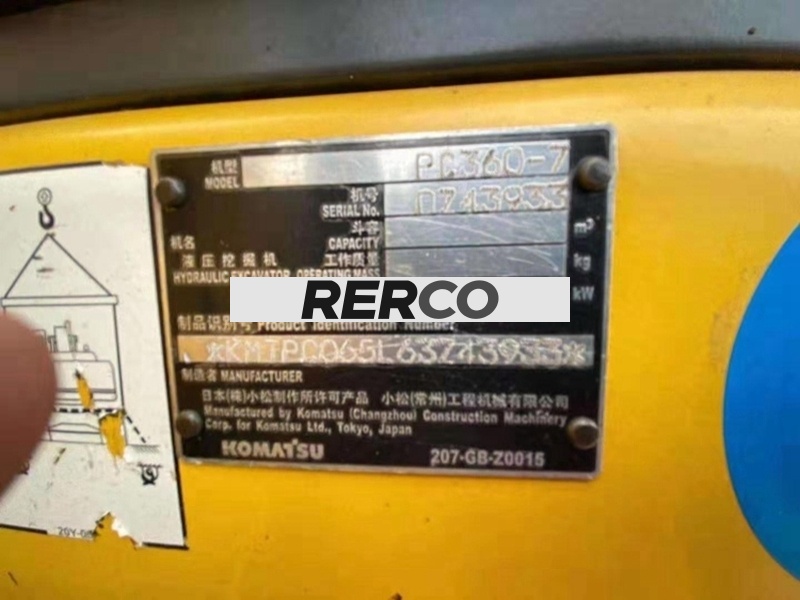 机型 MODEL PC360-7
机号 SERIAL No. D743933
斗容 CAPACITY m³
机名 液压挖掘机 HYDRAULIC EXCAVATOR
工作质量 OPERATING MASS kg
kW
RERCO
制品识别号 Product Identification Number
*KMTPC065L63743933*
制造者 MANUFACTURER
日本(株)小松制作所许可产品 小松(常州)工程机械有限公司
Manufactured by Komatsu (Changzhou) Construction Machinery
Corp. for Komatsu Ltd., Tokyo, Japan
KOMATSU 207-GB-Z0015